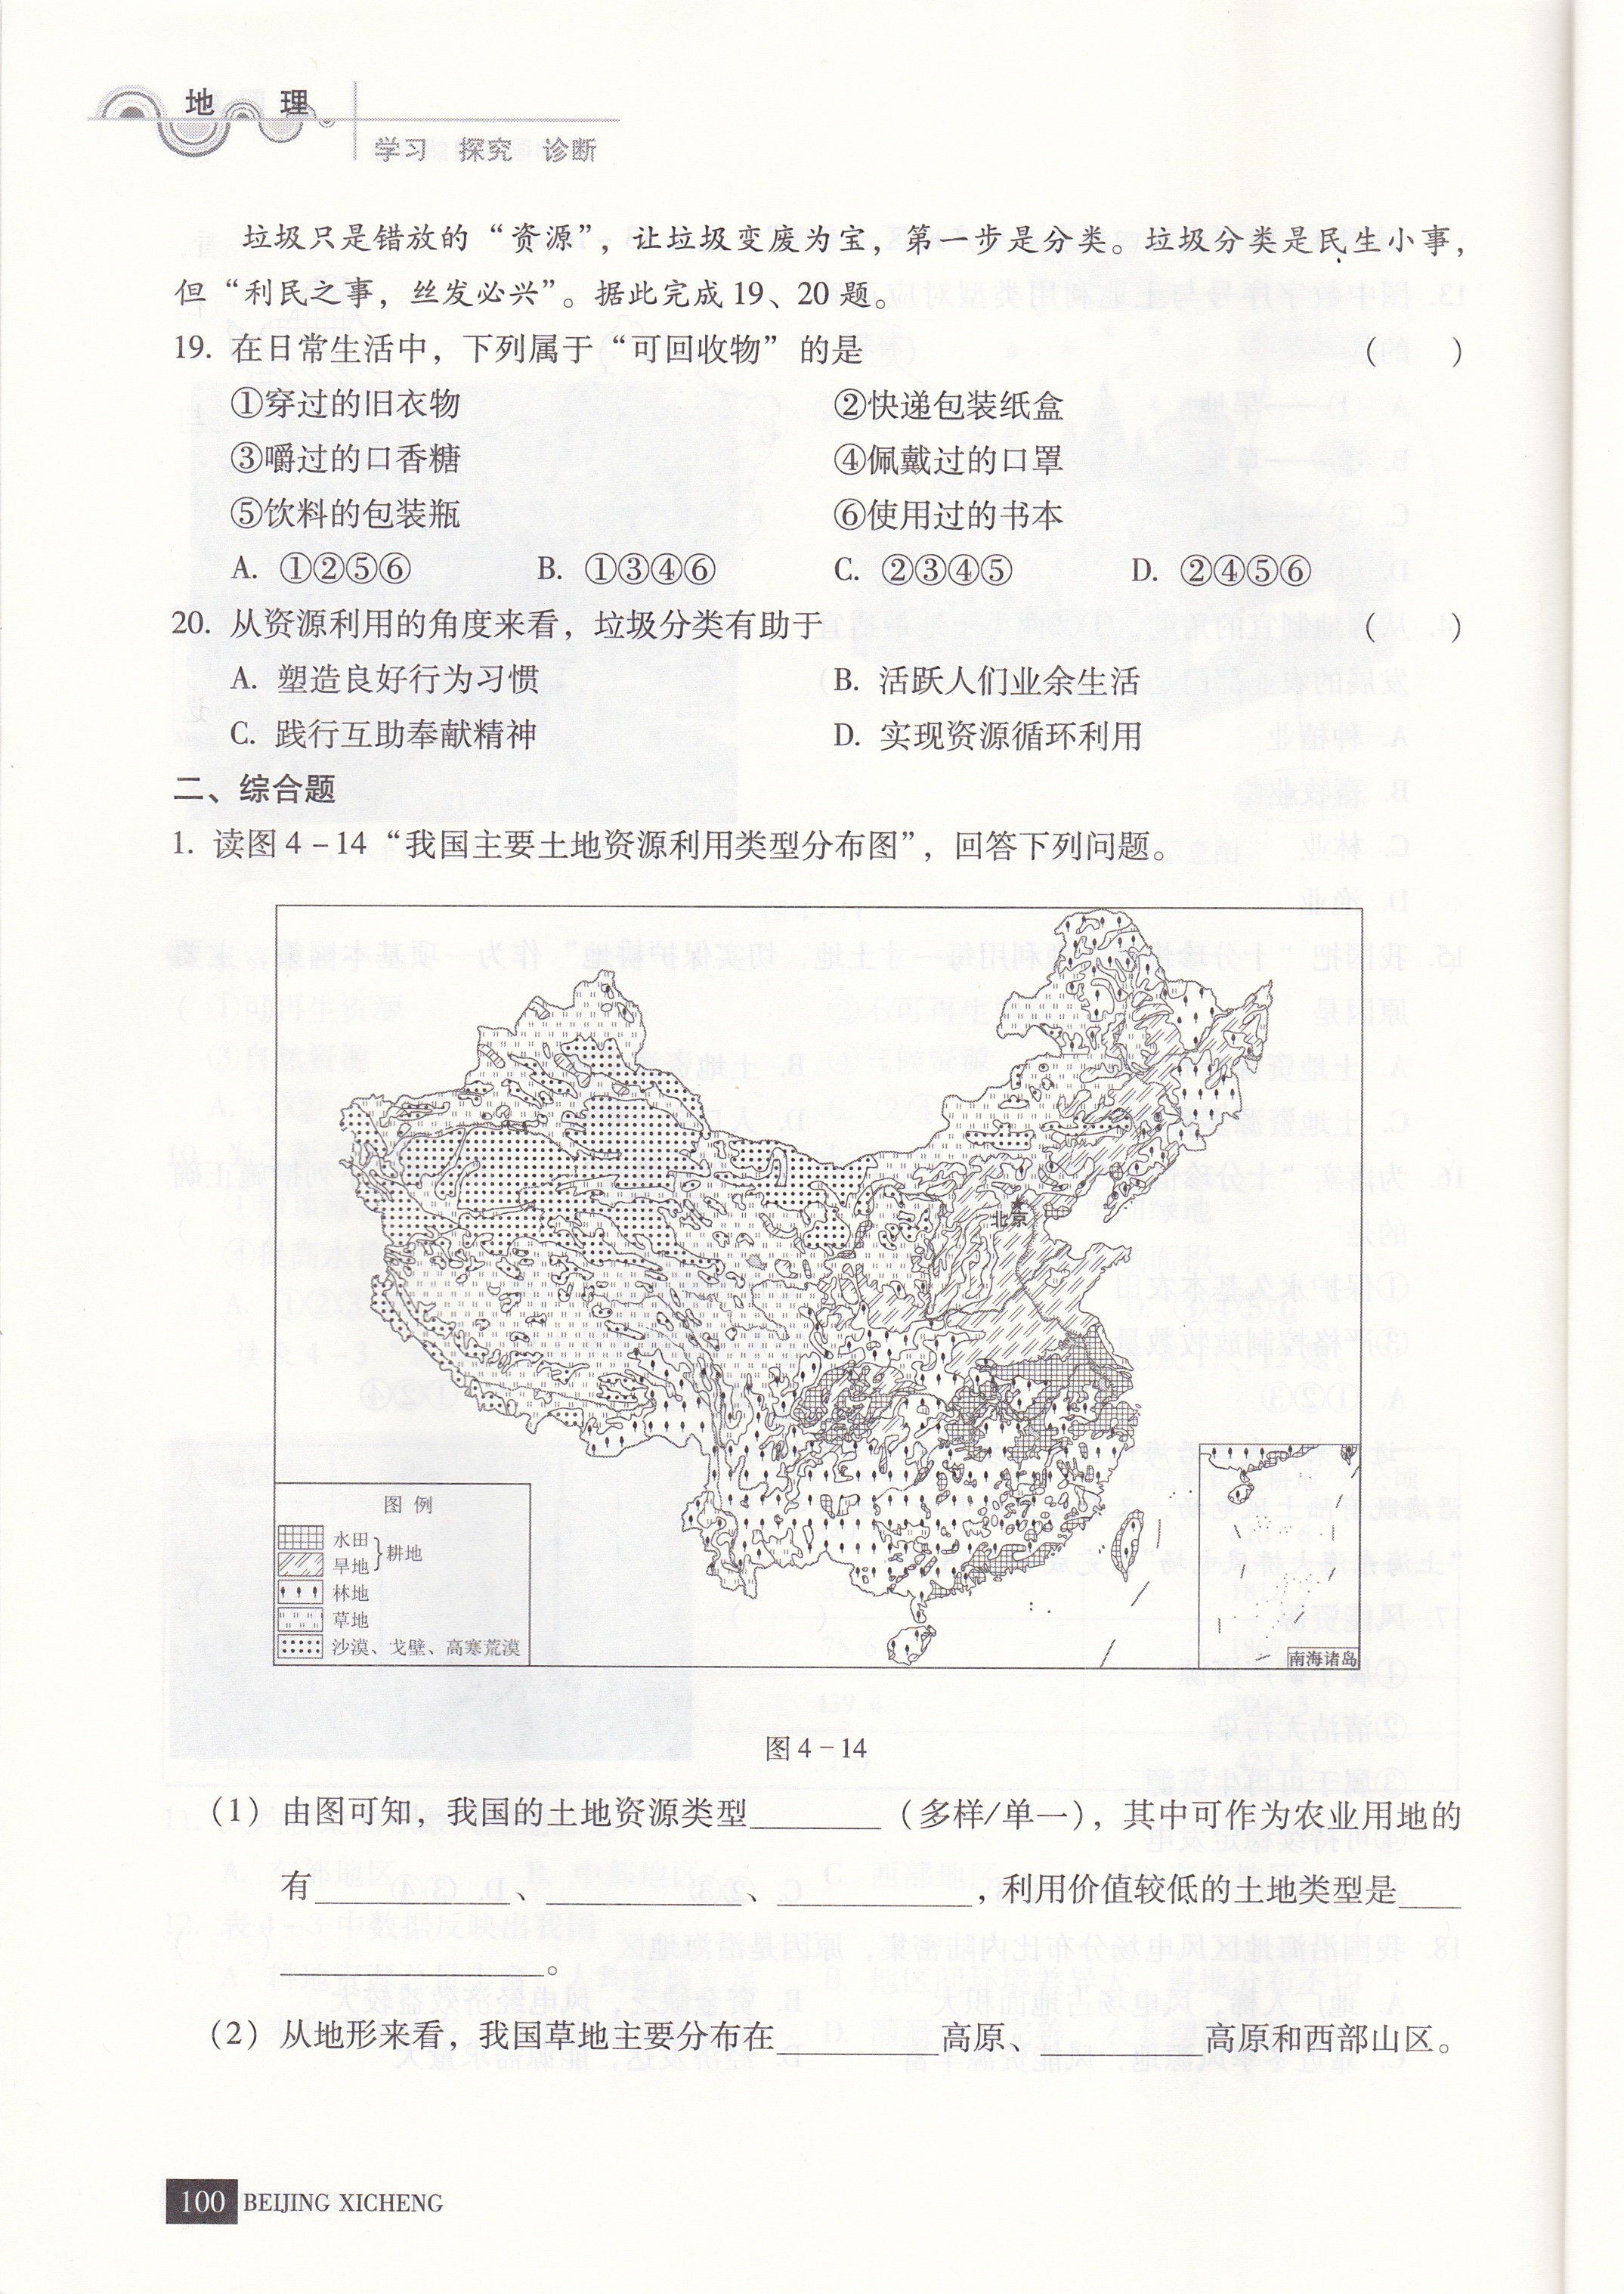 地 理
学习 探究 诊断
垃圾只是错放的“资源”，让垃圾变废为宝，第一步是分类。垃圾分类是民生小事，
但“利民之事，丝发必兴”。据此完成19、20题。
19. 在日常生活中，下列属于“可回收物”的是 （ ）
①穿过的旧衣物 ②快递包装纸盒
③嚼过的口香糖 ④佩戴过的口罩
⑤饮料的包装瓶 ⑥使用过的书本
A. ①②⑤⑥ B. ①③④⑥ C. ②③④⑤ D. ②④⑤⑥
20. 从资源利用的角度来看，垃圾分类有助于 （ ）
A. 塑造良好行为习惯 B. 活跃人们业余生活
C. 践行互助奉献精神 D. 实现资源循环利用
二、综合题
1. 读图4－14“我国主要土地资源利用类型分布图”，回答下列问题。
北京
图 例
水田
旱地
}耕地
林地
草地
沙漠、戈壁、高寒荒漠
南海诸岛
图4－14
（1）由图可知，我国的土地资源类型________（多样/单一），其中可作为农业用地的
有____________、____________、____________，利用价值较低的土地类型是____
________________。
（2）从地形来看，我国草地主要分布在__________高原、__________高原和西部山区。
100 BEIJING XICHENG